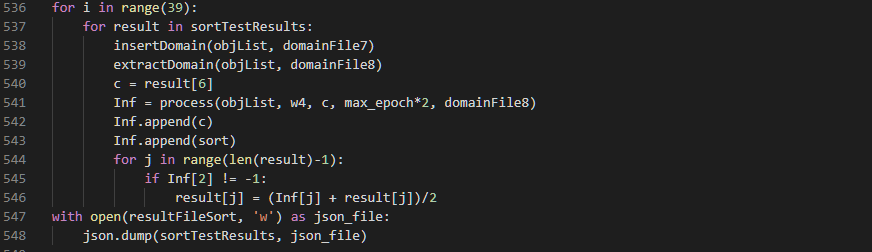 536 for i in range(39):
537 for result in sortTestResults:
538 insertDomain(objList, domainFile7)
539 extractDomain(objList, domainFile8)
540 c = result[6]
541 Inf = process(objList, w4, c, max_epoch*2, domainFile8)
542 Inf.append(c)
543 Inf.append(sort)
544 for j in range(len(result)-1):
545 if Inf[2] != -1:
546 result[j] = (Inf[j] + result[j])/2
547 with open(resultFileSort, 'w') as json_file:
548 json.dump(sortTestResults, json_file)